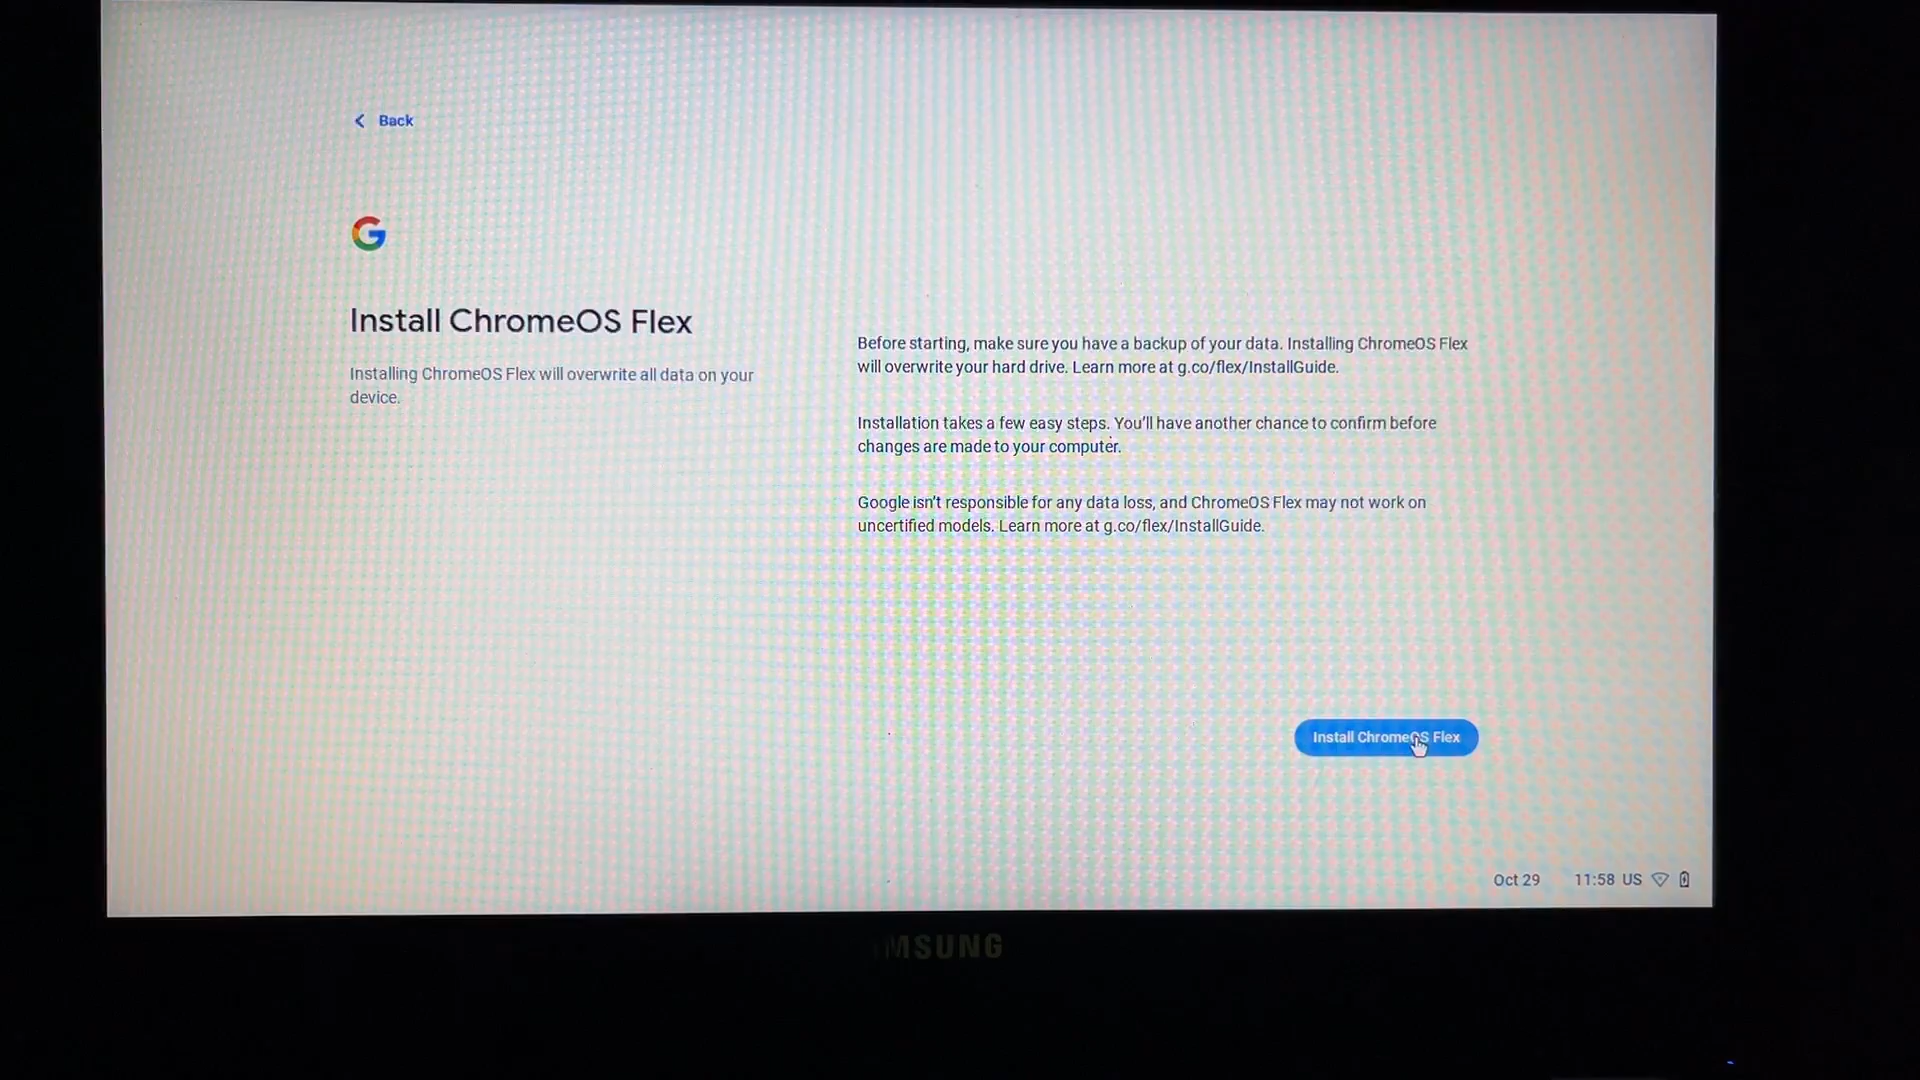 Back
Install ChromeOS Flex
Installing ChromeOS Flex will overwrite all data on your
device.
Before starting, make sure you have a backup of your data. Installing ChromeOS Flex
will overwrite your hard drive. Learn more at g.co/flex/InstallGuide.
Installation takes a few easy steps. You'll have another chance to confirm before
changes are made to your computer.
Google isn't responsible for any data loss, and ChromeOS Flex may not work on
uncertified models. Learn more at g.co/flex/InstallGuide.
Install ChromeOS Flex
Oct 29 11:58 US
MSUNG